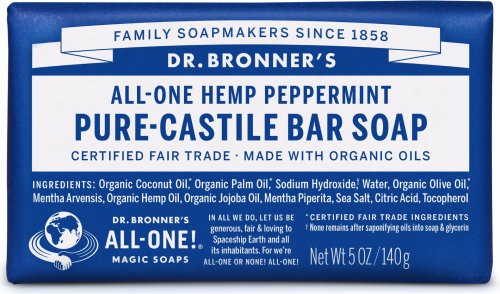 FAMILY SOAPMAKERS SINCE 1858
DR. BRONNER'S
ALL-ONE HEMP PEPPERMINT
PURE-CASTILE BAR SOAP
CERTIFIED FAIR TRADE · MADE WITH ORGANIC OILS
INGREDIENTS: Organic Coconut Oil,* Organic Palm Oil,* Sodium Hydroxide,† Water, Organic Olive Oil,*
Mentha Arvensis, Organic Hemp Oil, Organic Jojoba Oil, Mentha Piperita, Sea Salt, Citric Acid, Tocopherol
DR. BRONNER'S
ALL-ONE!®
MAGIC SOAPS
IN ALL WE DO, LET US BE
generous, fair & loving to
Spaceship Earth and all
its inhabitants. For we're
ALL-ONE OR NONE! ALL-ONE!
*CERTIFIED FAIR TRADE INGREDIENTS
† None remains after saponifying oils into soap & glycerin
Net Wt 5 OZ/140g